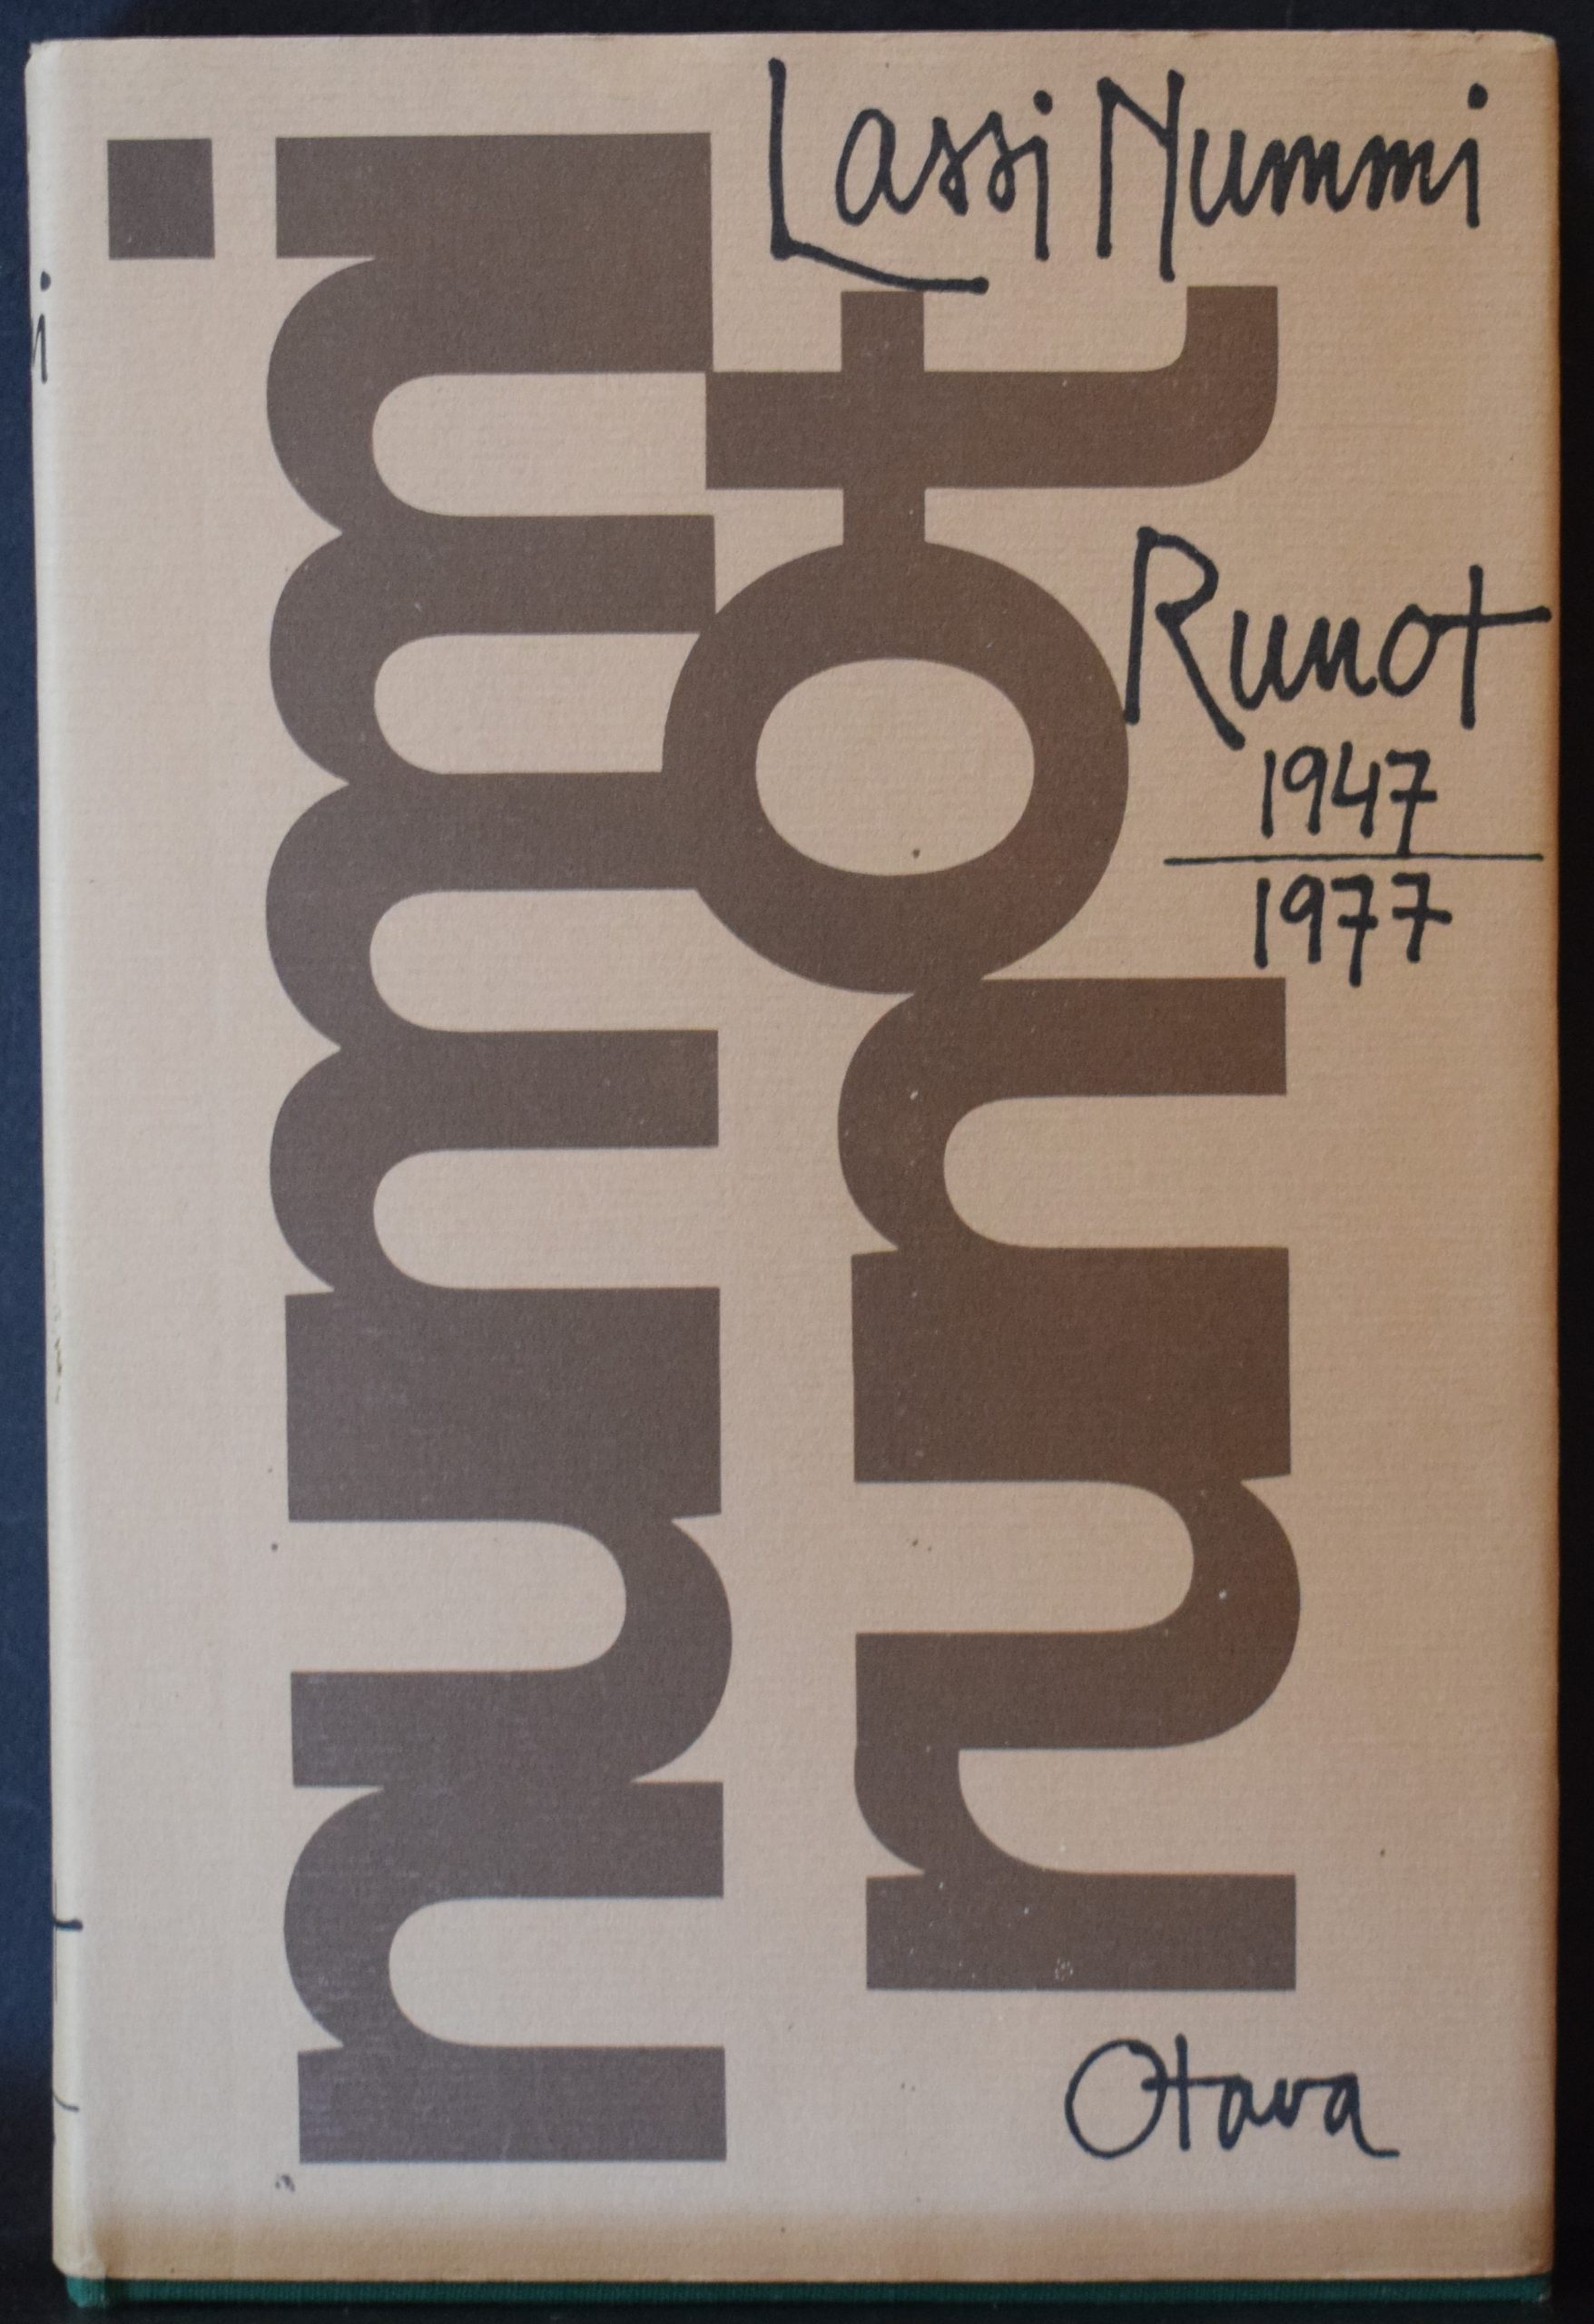 Lassi Nummi
Runot
1947
1977
nummi
runot
Otava